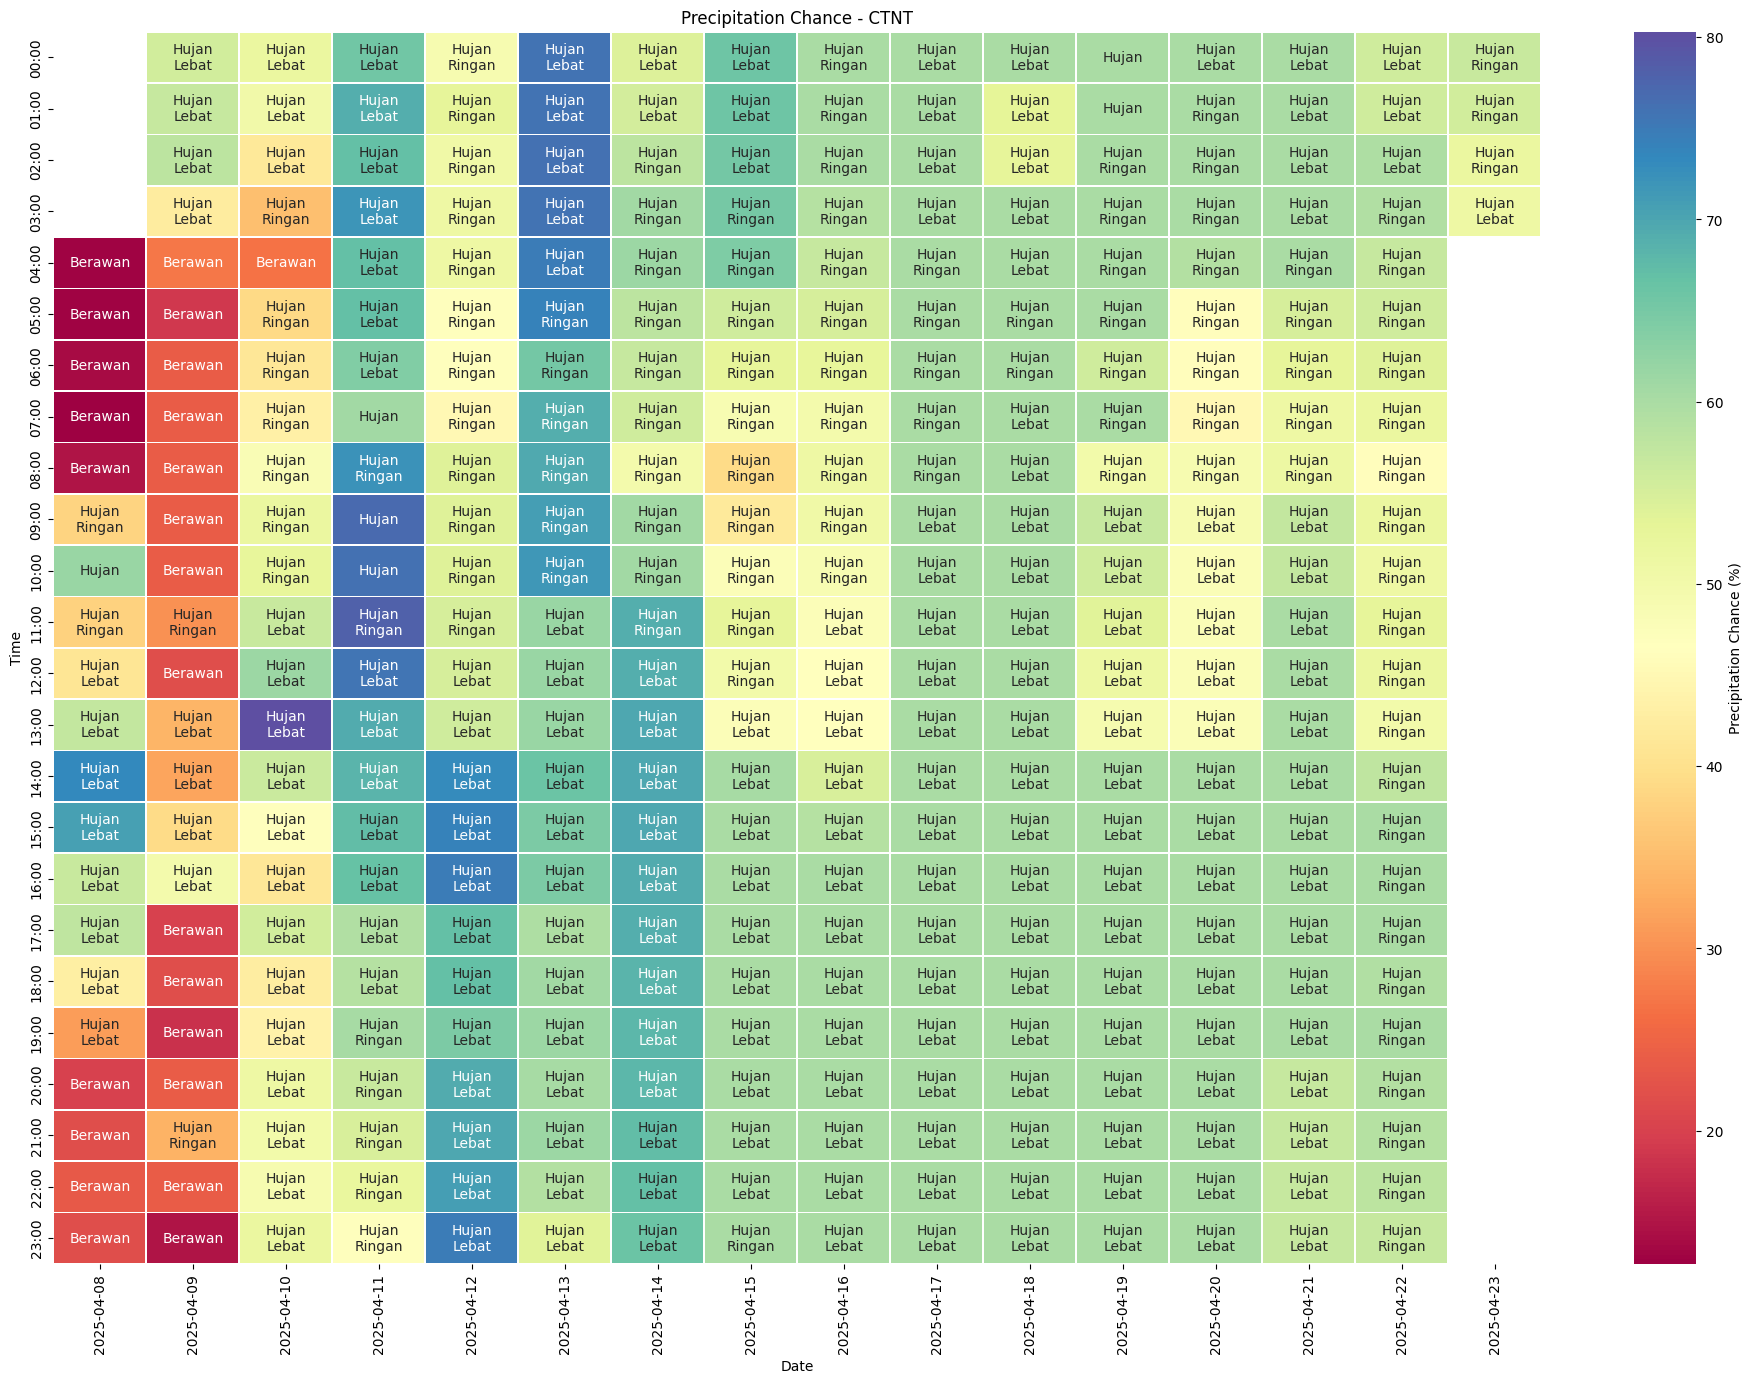 Precipitation Chance - CTNT
00:00 Hujan Lebat Hujan Lebat Hujan Lebat Hujan Ringan Hujan Lebat Hujan Lebat Hujan Lebat Hujan Ringan Hujan Lebat Hujan Lebat Hujan Hujan Lebat Hujan Lebat Hujan Lebat Hujan Ringan
01:00 Hujan Lebat Hujan Lebat Hujan Lebat Hujan Ringan Hujan Lebat Hujan Lebat Hujan Lebat Hujan Ringan Hujan Lebat Hujan Lebat Hujan Hujan Ringan Hujan Lebat Hujan Lebat Hujan Ringan
02:00 Hujan Lebat Hujan Lebat Hujan Lebat Hujan Ringan Hujan Lebat Hujan Ringan Hujan Lebat Hujan Ringan Hujan Lebat Hujan Lebat Hujan Ringan Hujan Ringan Hujan Lebat Hujan Lebat Hujan Ringan
03:00 Hujan Lebat Hujan Ringan Hujan Lebat Hujan Ringan Hujan Lebat Hujan Ringan Hujan Ringan Hujan Ringan Hujan Lebat Hujan Lebat Hujan Ringan Hujan Ringan Hujan Lebat Hujan Ringan Hujan Lebat
04:00 Berawan Berawan Berawan Hujan Lebat Hujan Ringan Hujan Lebat Hujan Ringan Hujan Ringan Hujan Ringan Hujan Ringan Hujan Lebat Hujan Ringan Hujan Ringan Hujan Ringan Hujan Ringan
05:00 Berawan Berawan Hujan Ringan Hujan Lebat Hujan Ringan Hujan Ringan Hujan Ringan Hujan Ringan Hujan Ringan Hujan Ringan Hujan Ringan Hujan Ringan Hujan Ringan Hujan Ringan Hujan Ringan
06:00 Berawan Berawan Hujan Ringan Hujan Lebat Hujan Ringan Hujan Ringan Hujan Ringan Hujan Ringan Hujan Ringan Hujan Ringan Hujan Ringan Hujan Ringan Hujan Ringan Hujan Ringan Hujan Ringan
07:00 Berawan Berawan Hujan Ringan Hujan Hujan Ringan Hujan Ringan Hujan Ringan Hujan Ringan Hujan Ringan Hujan Ringan Hujan Lebat Hujan Ringan Hujan Ringan Hujan Ringan Hujan Ringan
08:00 Berawan Berawan Hujan Ringan Hujan Ringan Hujan Ringan Hujan Ringan Hujan Ringan Hujan Ringan Hujan Ringan Hujan Ringan Hujan Lebat Hujan Ringan Hujan Ringan Hujan Ringan Hujan Ringan
09:00 Hujan Ringan Berawan Hujan Ringan Hujan Hujan Ringan Hujan Ringan Hujan Ringan Hujan Ringan Hujan Ringan Hujan Lebat Hujan Lebat Hujan Lebat Hujan Lebat Hujan Lebat Hujan Ringan
10:00 Hujan Berawan Hujan Ringan Hujan Hujan Ringan Hujan Ringan Hujan Ringan Hujan Ringan Hujan Ringan Hujan Lebat Hujan Lebat Hujan Lebat Hujan Lebat Hujan Lebat Hujan Ringan
11:00 Hujan Ringan Hujan Ringan Hujan Lebat Hujan Ringan Hujan Ringan Hujan Lebat Hujan Ringan Hujan Ringan Hujan Lebat Hujan Lebat Hujan Lebat Hujan Lebat Hujan Lebat Hujan Lebat Hujan Ringan
12:00 Hujan Lebat Berawan Hujan Lebat Hujan Lebat Hujan Lebat Hujan Lebat Hujan Lebat Hujan Ringan Hujan Lebat Hujan Lebat Hujan Lebat Hujan Lebat Hujan Lebat Hujan Lebat Hujan Ringan
13:00 Hujan Lebat Hujan Lebat Hujan Lebat Hujan Lebat Hujan Lebat Hujan Lebat Hujan Lebat Hujan Lebat Hujan Lebat Hujan Lebat Hujan Lebat Hujan Lebat Hujan Lebat Hujan Lebat Hujan Ringan
14:00 Hujan Lebat Hujan Lebat Hujan Lebat Hujan Lebat Hujan Lebat Hujan Lebat Hujan Lebat Hujan Lebat Hujan Lebat Hujan Lebat Hujan Lebat Hujan Lebat Hujan Lebat Hujan Lebat Hujan Ringan
15:00 Hujan Lebat Hujan Lebat Hujan Lebat Hujan Lebat Hujan Lebat Hujan Lebat Hujan Lebat Hujan Lebat Hujan Lebat Hujan Lebat Hujan Lebat Hujan Lebat Hujan Lebat Hujan Lebat Hujan Ringan
16:00 Hujan Lebat Hujan Lebat Hujan Lebat Hujan Lebat Hujan Lebat Hujan Lebat Hujan Lebat Hujan Lebat Hujan Lebat Hujan Lebat Hujan Lebat Hujan Lebat Hujan Lebat Hujan Lebat Hujan Ringan
17:00 Hujan Lebat Berawan Hujan Lebat Hujan Lebat Hujan Lebat Hujan Lebat Hujan Lebat Hujan Lebat Hujan Lebat Hujan Lebat Hujan Lebat Hujan Lebat Hujan Lebat Hujan Lebat Hujan Ringan
18:00 Hujan Lebat Berawan Hujan Lebat Hujan Lebat Hujan Lebat Hujan Lebat Hujan Lebat Hujan Lebat Hujan Lebat Hujan Lebat Hujan Lebat Hujan Lebat Hujan Lebat Hujan Lebat Hujan Ringan
19:00 Hujan Lebat Berawan Hujan Lebat Hujan Ringan Hujan Lebat Hujan Lebat Hujan Lebat Hujan Lebat Hujan Lebat Hujan Lebat Hujan Lebat Hujan Lebat Hujan Lebat Hujan Lebat Hujan Ringan
20:00 Berawan Berawan Hujan Lebat Hujan Ringan Hujan Lebat Hujan Lebat Hujan Lebat Hujan Lebat Hujan Lebat Hujan Lebat Hujan Lebat Hujan Lebat Hujan Lebat Hujan Lebat Hujan Ringan
21:00 Berawan Hujan Ringan Hujan Lebat Hujan Ringan Hujan Lebat Hujan Lebat Hujan Lebat Hujan Lebat Hujan Lebat Hujan Lebat Hujan Lebat Hujan Lebat Hujan Lebat Hujan Lebat Hujan Ringan
22:00 Berawan Berawan Hujan Lebat Hujan Ringan Hujan Lebat Hujan Lebat Hujan Lebat Hujan Lebat Hujan Lebat Hujan Lebat Hujan Lebat Hujan Lebat Hujan Lebat Hujan Lebat Hujan Ringan
23:00 Berawan Berawan Hujan Lebat Hujan Ringan Hujan Lebat Hujan Lebat Hujan Lebat Hujan Ringan Hujan Lebat Hujan Lebat Hujan Lebat Hujan Lebat Hujan Lebat Hujan Lebat Hujan Ringan
Time
2025-04-08 2025-04-09 2025-04-10 2025-04-11 2025-04-12 2025-04-13 2025-04-14 2025-04-15 2025-04-16 2025-04-17 2025-04-18 2025-04-19 2025-04-20 2025-04-21 2025-04-22 2025-04-23
Date
80
70
60
50
40
30
20
Precipitation Chance (%)